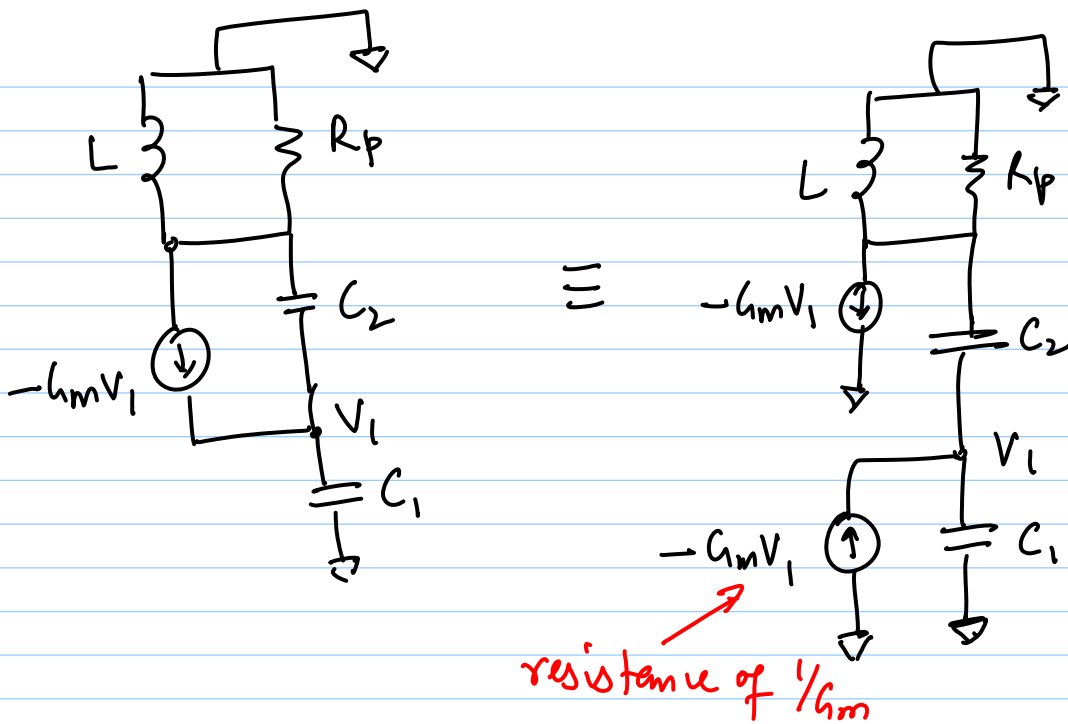 L
Rp
C2
-GmV1
V1
C1
≡
L
Rp
-GmV1
C2
V1
-GmV1
C1
resistance of 1/Gm